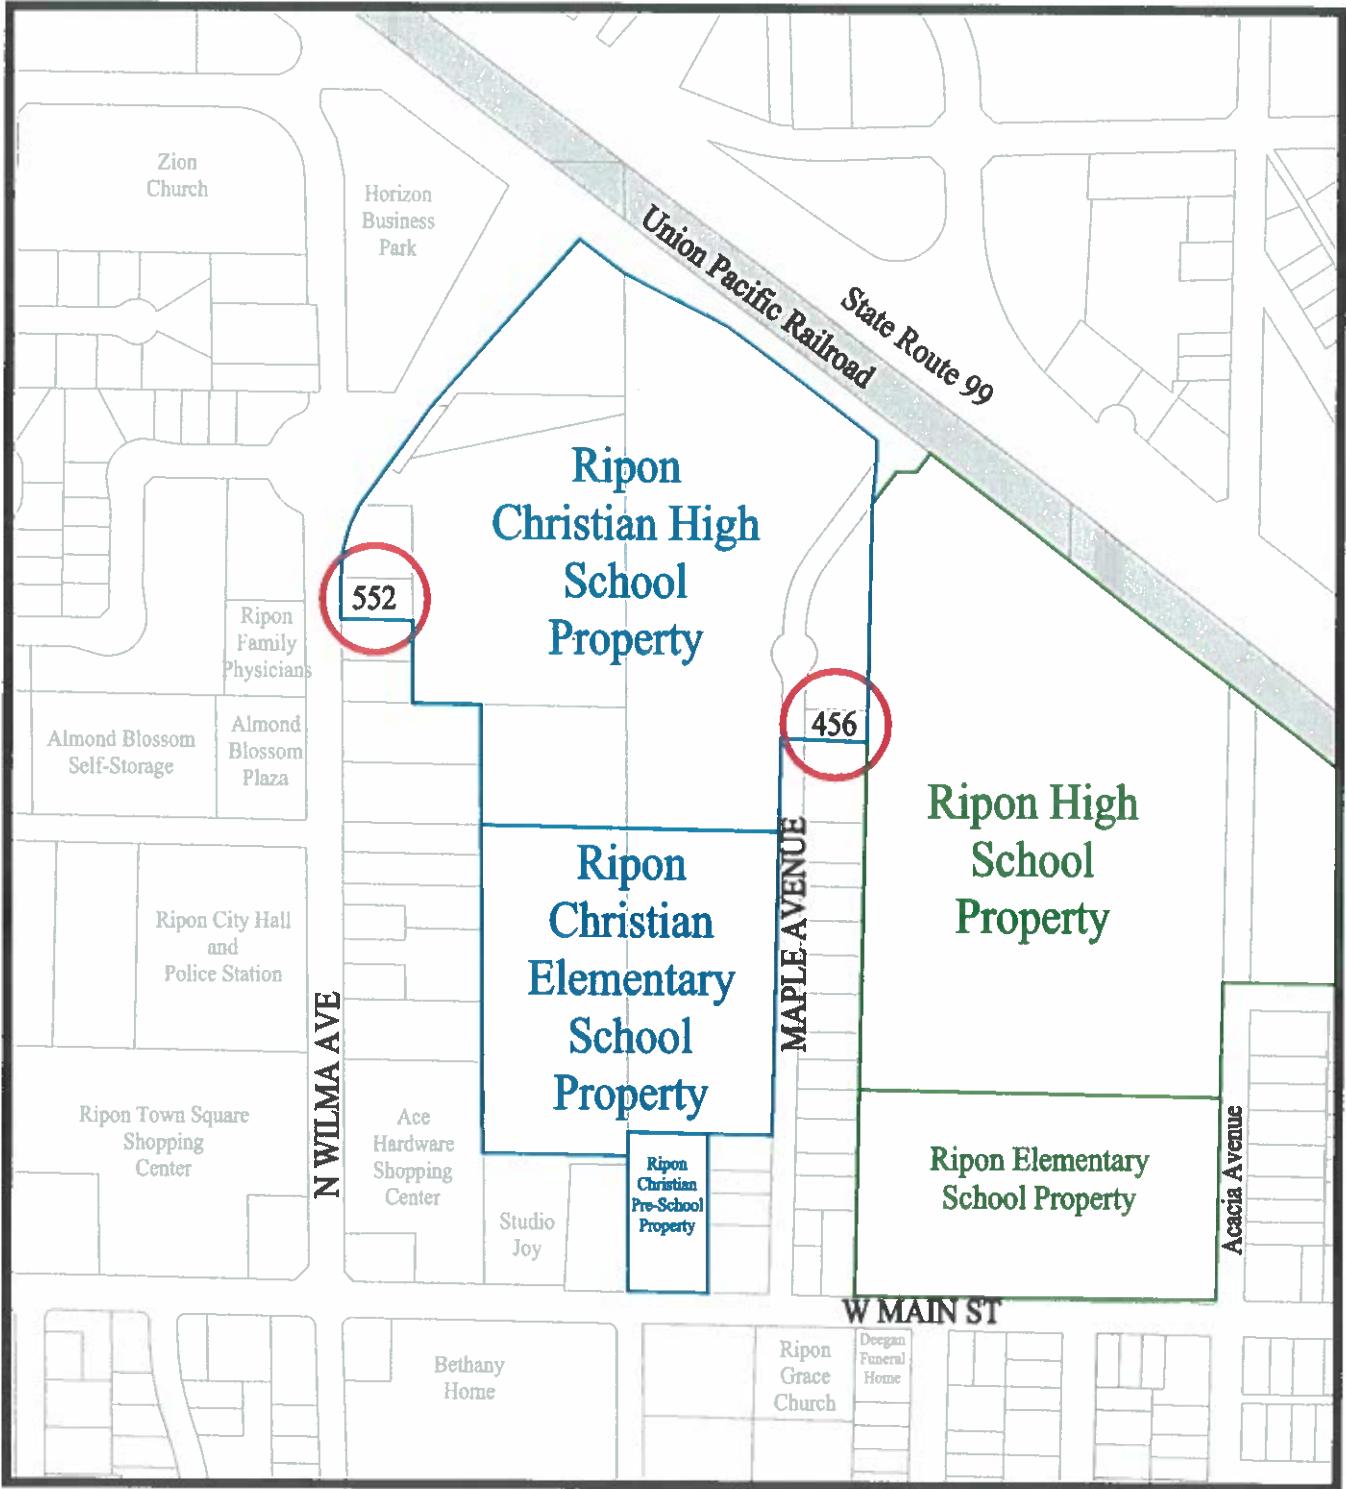 Zion
Church
Horizon
Business
Park
Union Pacific Railroad
State Route 99
Ripon
Christian High
School
Property
552
Ripon
Family
Physicians
456
Almond Blossom
Self-Storage
Almond
Blossom
Plaza
Ripon High
School
Property
Ripon
Christian
Elementary
School
Property
MAPLE AVENUE
Ripon City Hall
and
Police Station
N WILMA AVE
Ripon Town Square
Shopping
Center
Ace
Hardware
Shopping
Center
Ripon
Christian
Pre-School
Property
Ripon Elementary
School Property
Acacia Avenue
Studio
Joy
W MAIN ST
Bethany
Home
Ripon
Grace
Church
Deegan
Funeral
Home